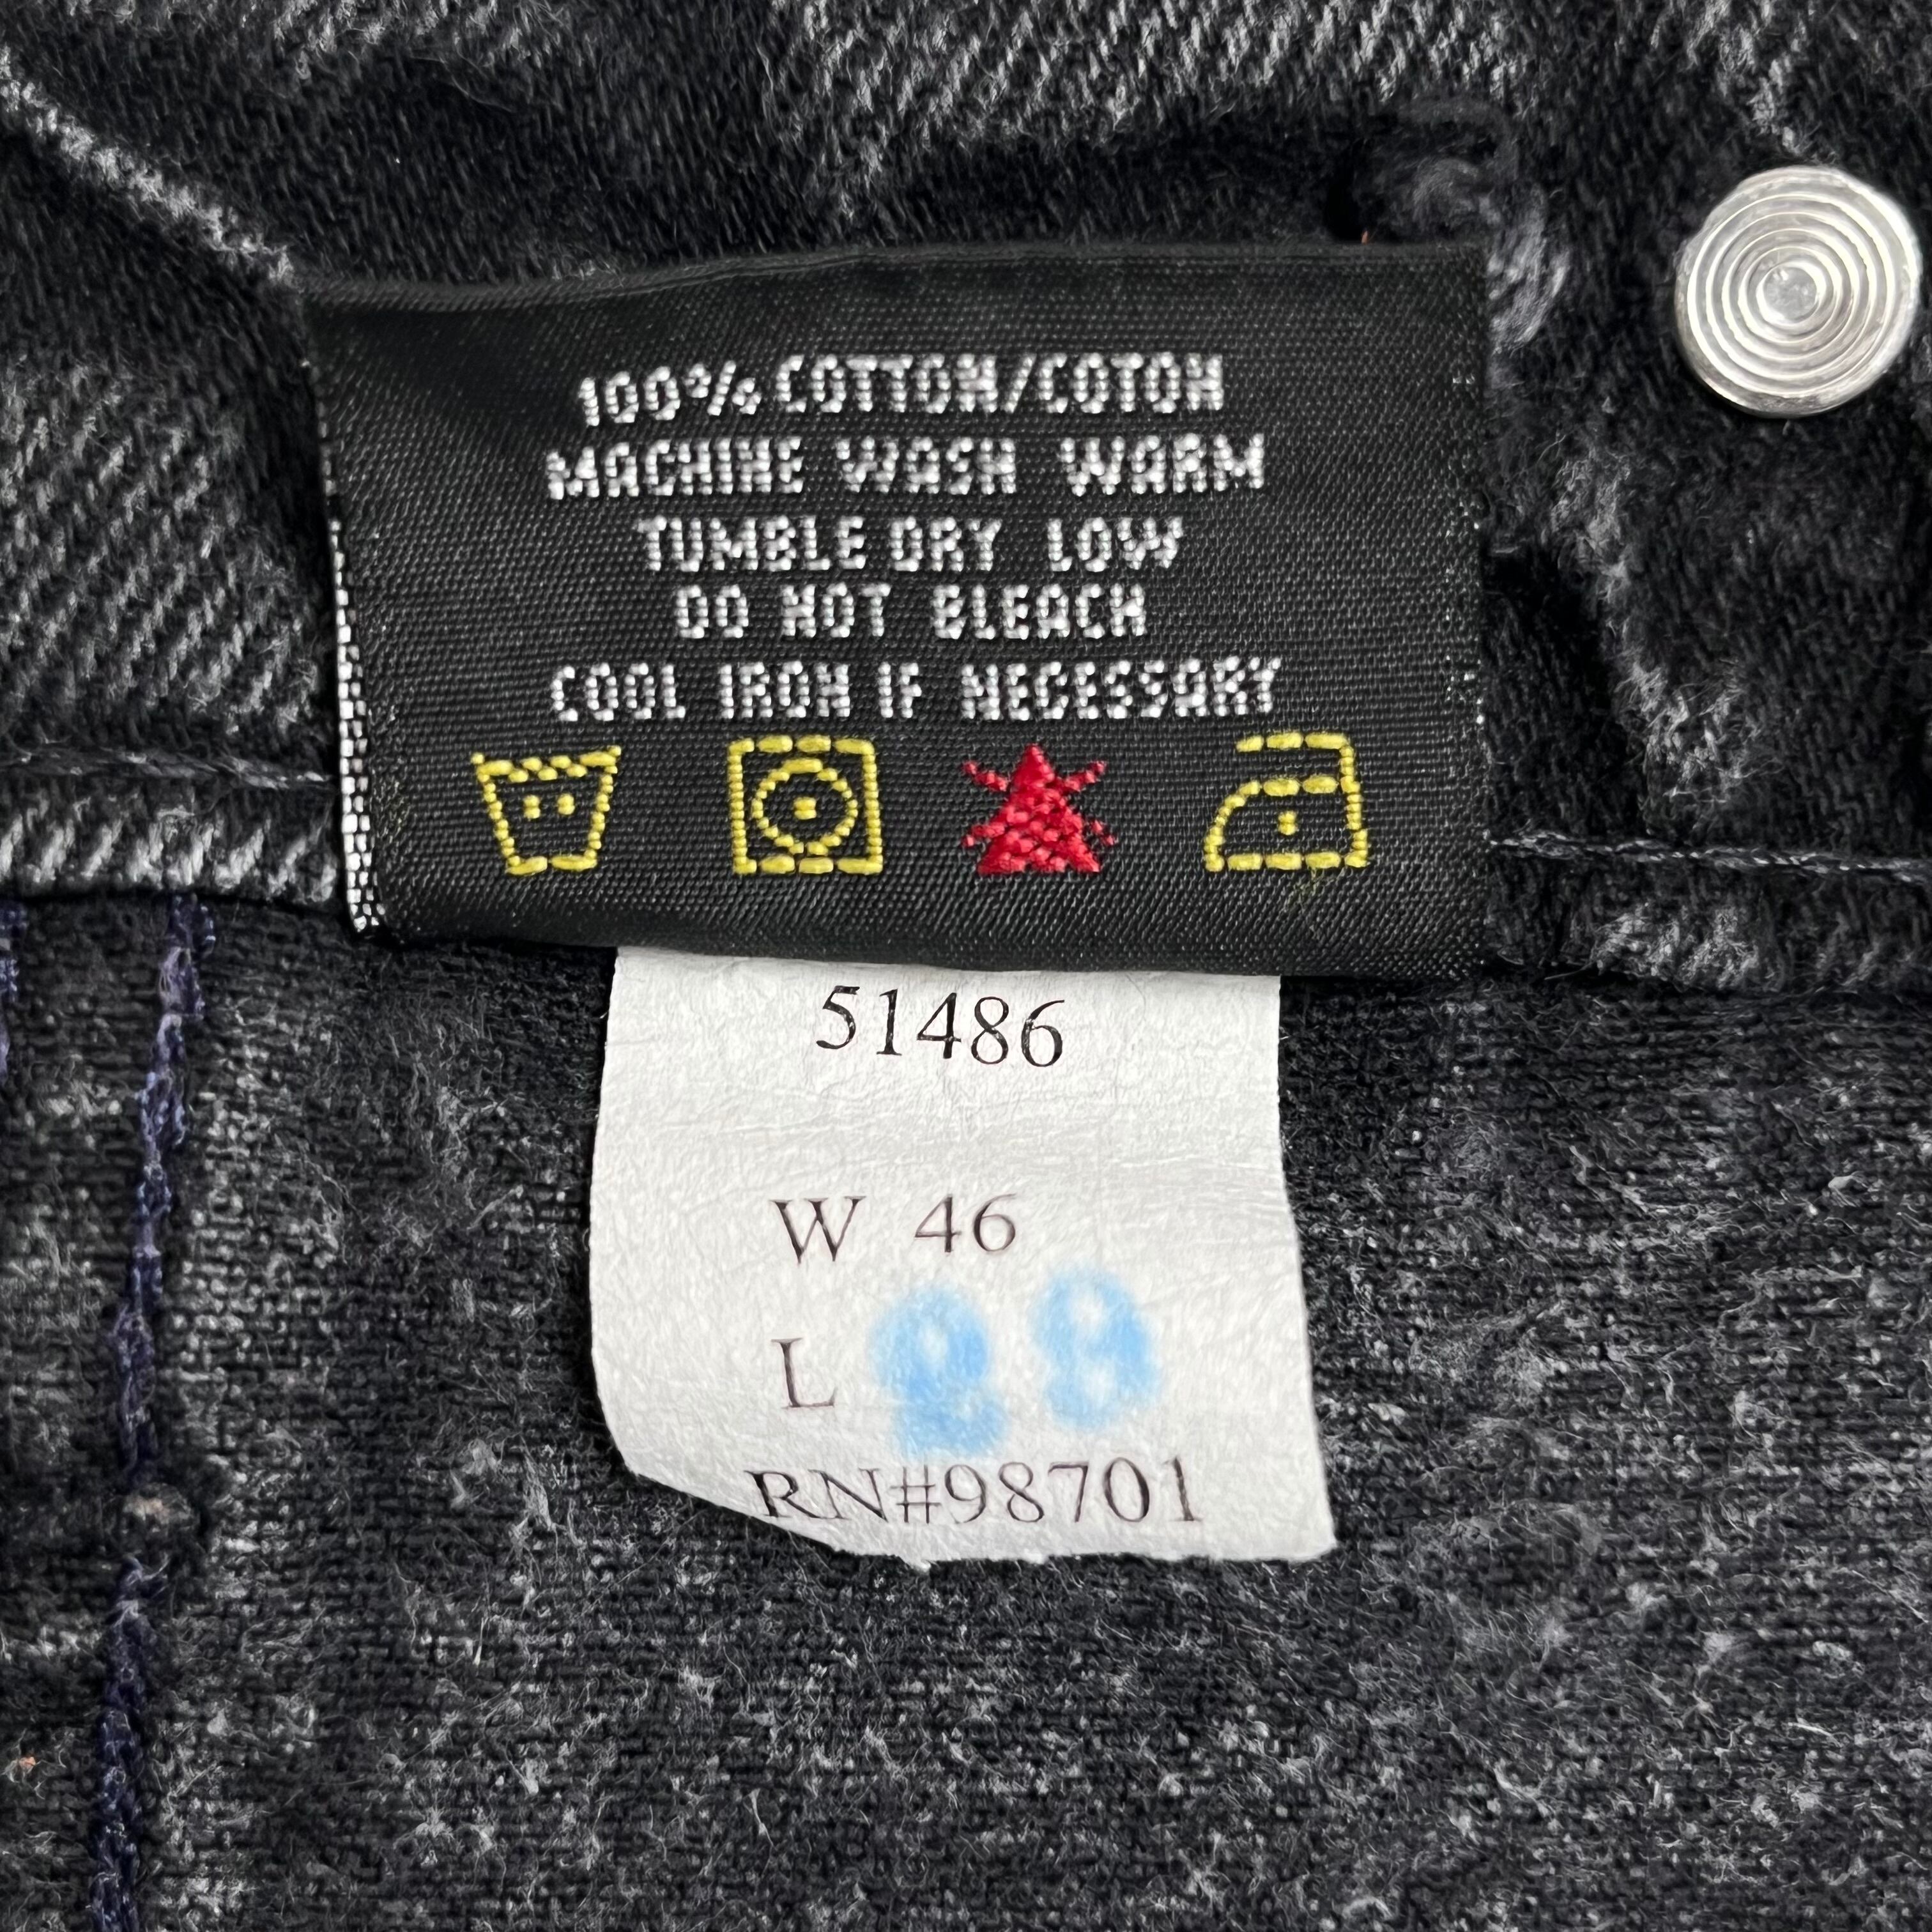 100% COTTON/COTON
MACHINE WASH WARM
TUMBLE DRY LOW
DO NOT BLEACH
COOL IRON IF NECESSARY
51486
W 46
L
RN#98701